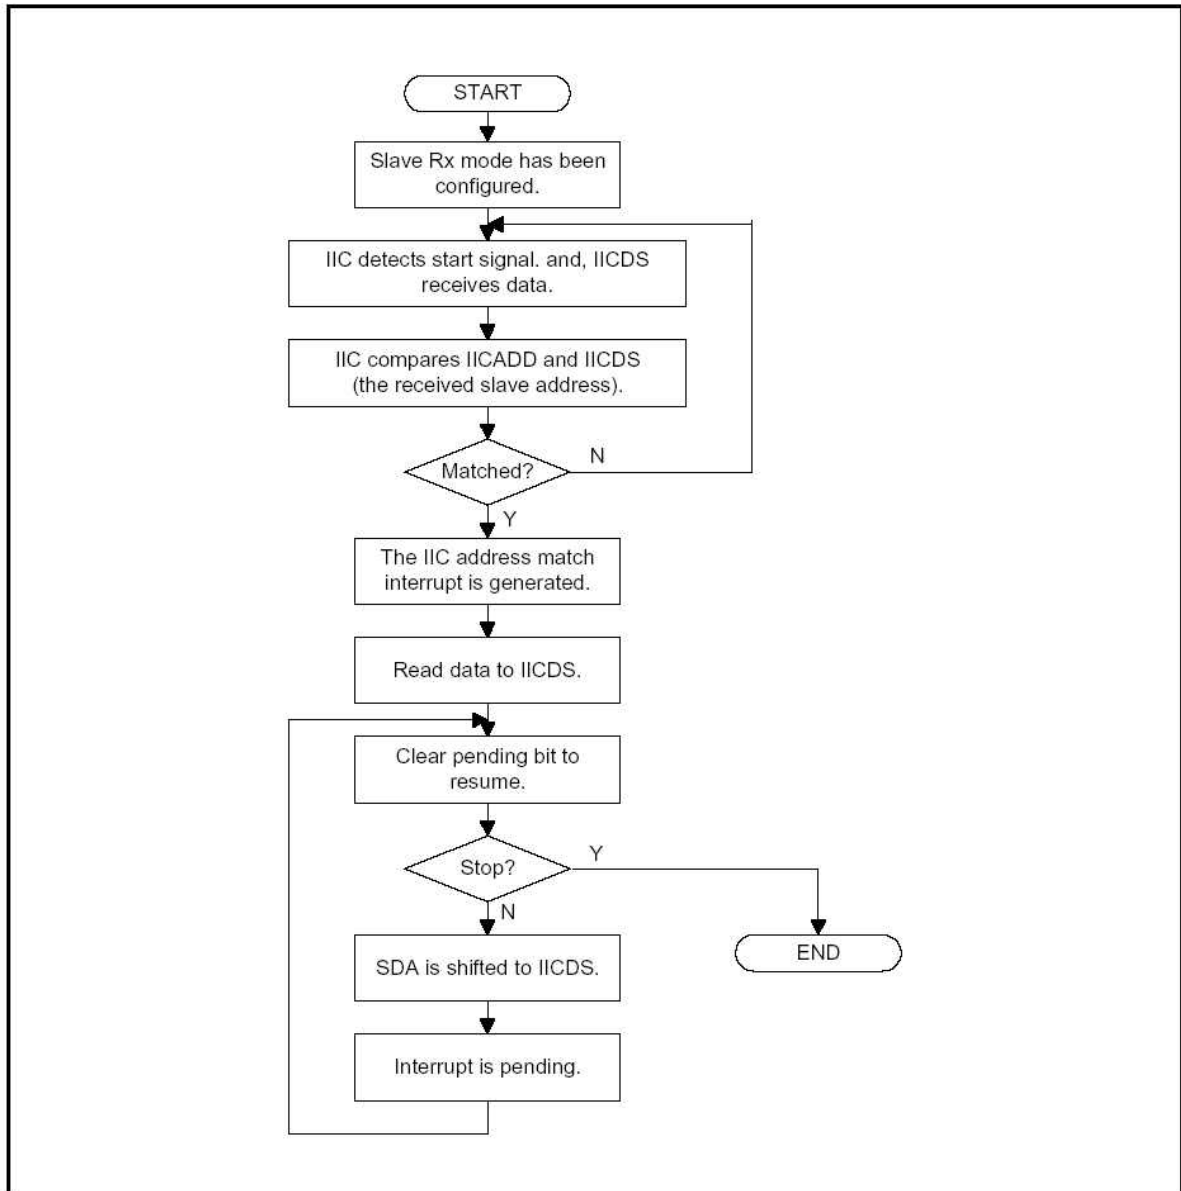 START
Slave Rx mode has been
configured.
IIC detects start signal. and, IICDS
receives data.
IIC compares IICADD and IICDS
(the received slave address).
Matched?
N
Y
The IIC address match
interrupt is generated.
Read data to IICDS.
Clear pending bit to
resume.
Stop?
Y
N
SDA is shifted to IICDS.
END
Interrupt is pending.